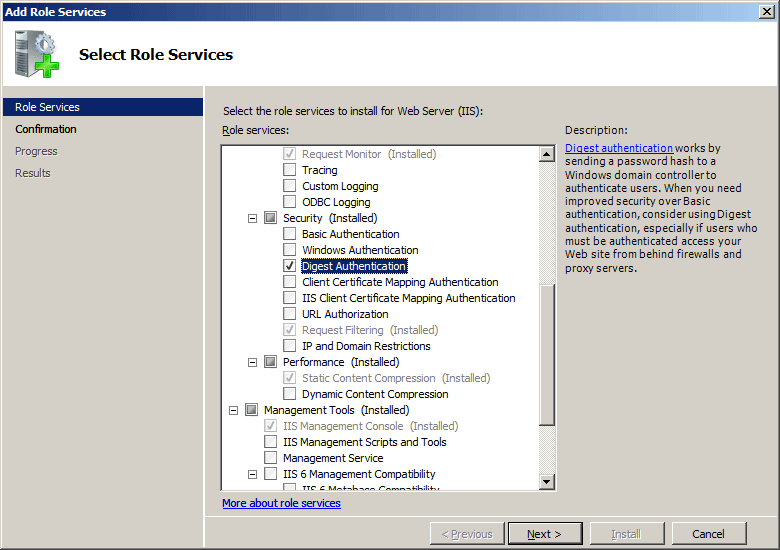 Add Role Services
Select Role Services
Role Services
Confirmation
Progress
Results
Select the role services to install for Web Server (IIS):
Role services:
Request Monitor (Installed)
Tracing
Custom Logging
ODBC Logging
Security (Installed)
Basic Authentication
Windows Authentication
Digest Authentication
Client Certificate Mapping Authentication
IIS Client Certificate Mapping Authentication
URL Authorization
Request Filtering (Installed)
IP and Domain Restrictions
Performance (Installed)
Static Content Compression (Installed)
Dynamic Content Compression
Management Tools (Installed)
IIS Management Console (Installed)
IIS Management Scripts and Tools
Management Service
IIS 6 Management Compatibility
IIS 6 Metabase Compatibility
More about role services
Description:
Digest authentication works by
sending a password hash to a
Windows domain controller to
authenticate users. When you need
improved security over Basic
authentication, consider using Digest
authentication, especially if users who
must be authenticated access your
Web site from behind firewalls and
proxy servers.
< Previous
Next >
Install
Cancel